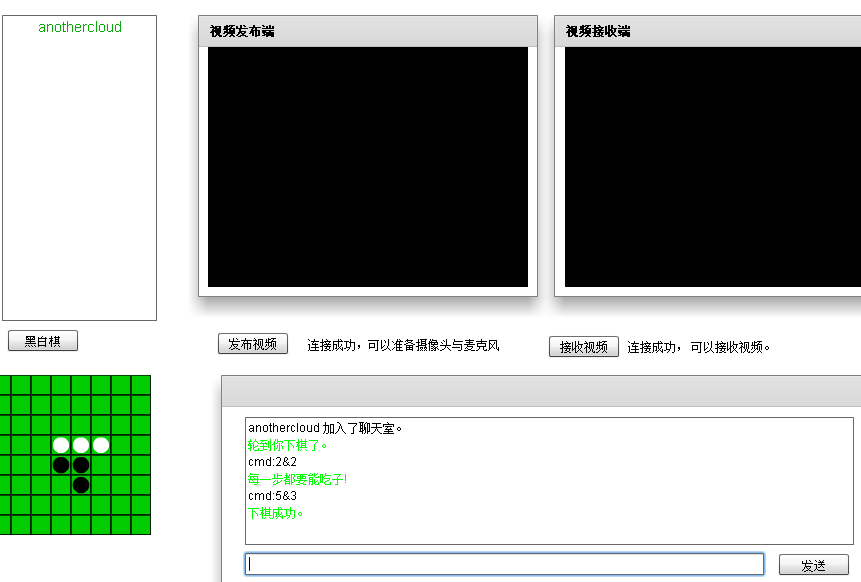 anothercloud
视频发布端
视频接收端
黑白棋
发布视频
连接成功，可以准备摄像头与麦克风
接收视频
连接成功， 可以接收视频。
anothercloud 加入了聊天室。
轮到你下棋了。
cmd:2&2
每一步都要能吃子!
cmd:5&3
下棋成功。
发送